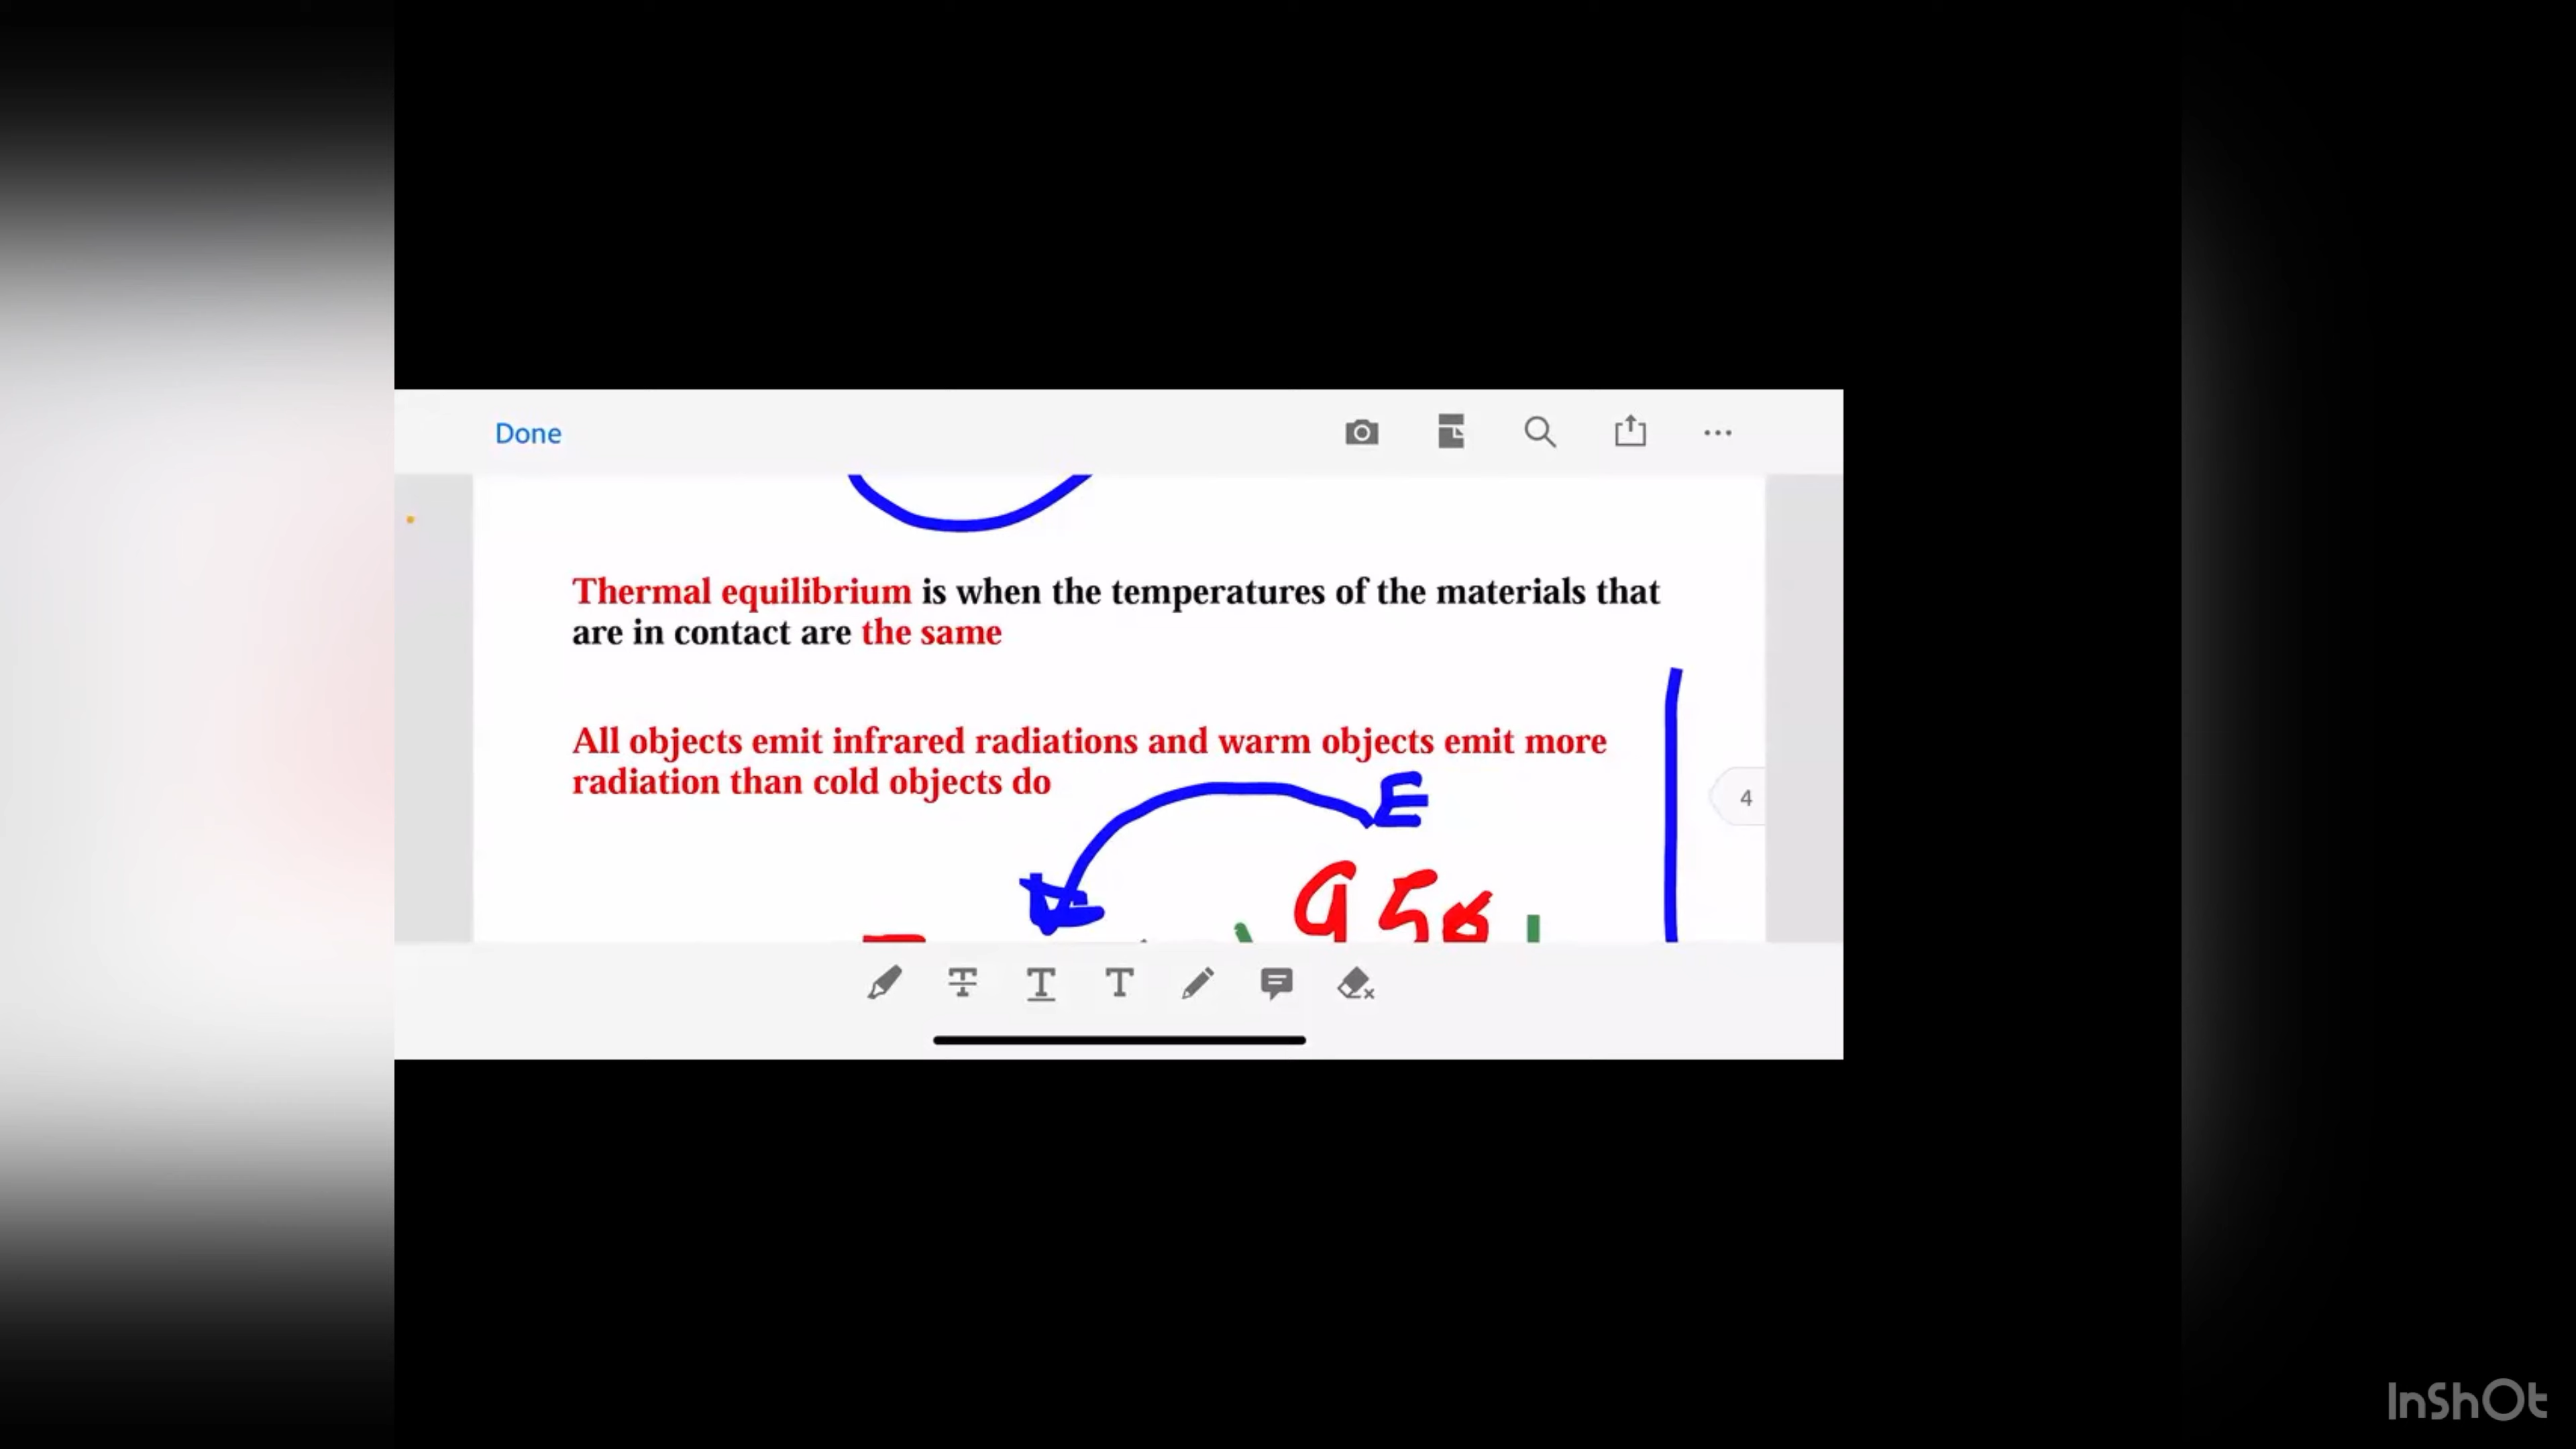 Done
Thermal equilibrium is when the temperatures of the materials that
are in contact are the same
All objects emit infrared radiations and warm objects emit more
radiation than cold objects do
E
4
95
InShOt